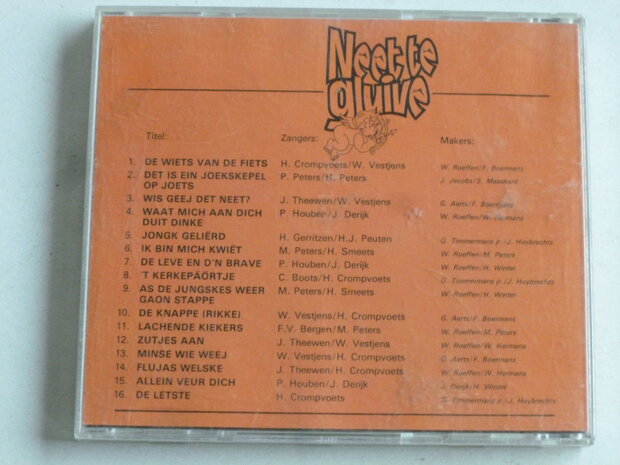 Neet te
gluive
Titel: Zangers: Makers:
1. DE WIETS VAN DE FIETS H. Crompvoets/W. Vestjens W. Roeffen/F. Boermans
2. DET IS EIN JOEKSKEPEL P. Peters/H. Peters J. Jacobs/S. Maaskant
OP JOETS
3. WIS GEEJ DET NEET? J. Theewen/W. Vestjens G. Aerts/F. Boermans
4. WAAT MICH AAN DICH P. Houben/J. Derijk W. Roeffen/W. Hermans
DUIT DINKE
5. JONGK GELIËRD H. Gerritzen/H.J. Peuten G. Timmermans jr./J. Huybrechts
6. IK BIN MICH KWIËT M. Peters/H. Smeets W. Roeffen/M. Peters
7. DE LEVE EN D'N BRAVE P. Houben/J. Derijk W. Roeffen/H. Winter
8. 'T KERKEPÄÖRTJE C. Boots/H. Crompvoets G. Timmermans jr./J. Huybrechts
9. AS DE JUNGSKES WEER M. Peters/H. Smeets W. Roeffen/H. Winter
GAON STAPPE
10. DE KNAPPE (RIKKE) W. Vestjens/H. Crompvoets G. Aerts/F. Boermans
11. LACHENDE KIEKERS F.V. Bergen/M. Peters W. Roeffen/M. Peters
12. ZUTJES AAN J. Theewen/W. Vestjens W. Roeffen/W. Hermans
13. MINSE WIE WEEJ W. Vestjens/H. Crompvoets G. Aerts/F. Boermans
14. FLUJAS WELSKE J. Theewen/H. Crompvoets W. Roeffen/W. Hermans
15. ALLEIN VEUR DICH P. Houben/J. Derijk J. Derijk/H. Winter
16. DE LETSTE H. Crompvoets G. Timmermans jr./J. Huybrechts